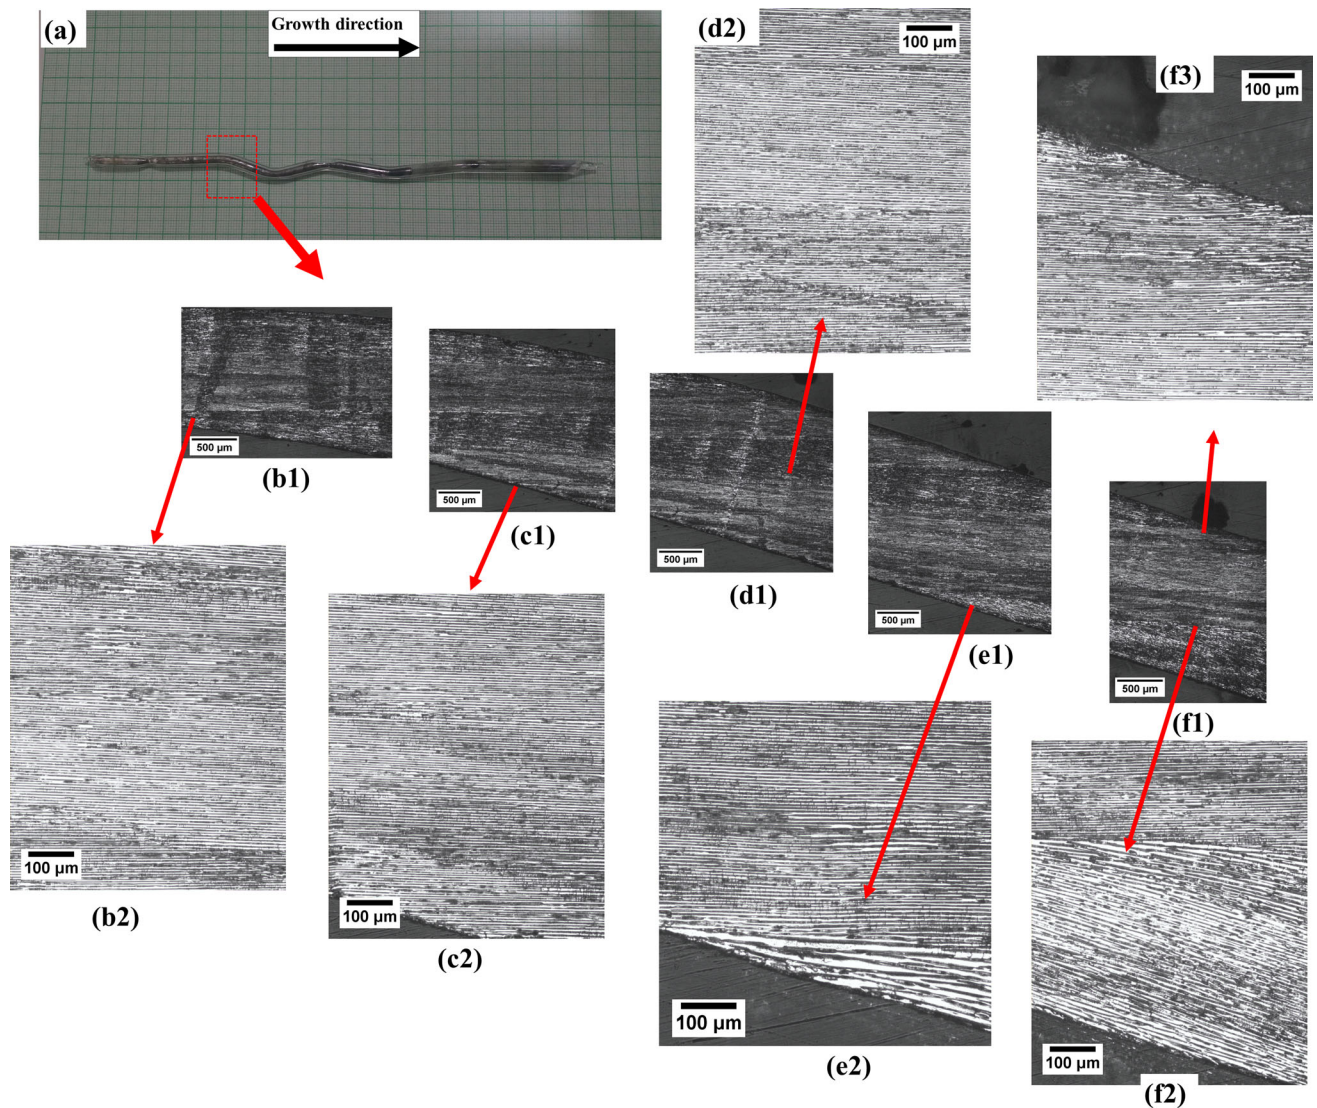 (a)
Growth direction
(d2)
100 μm
(f3)
100 μm
500 μm
(b1)
500 μm
(c1)
500 μm
(d1)
500 μm
(e1)
500 μm
(f1)
100 μm
(b2)
100 μm
(c2)
100 μm
(e2)
100 μm
(f2)